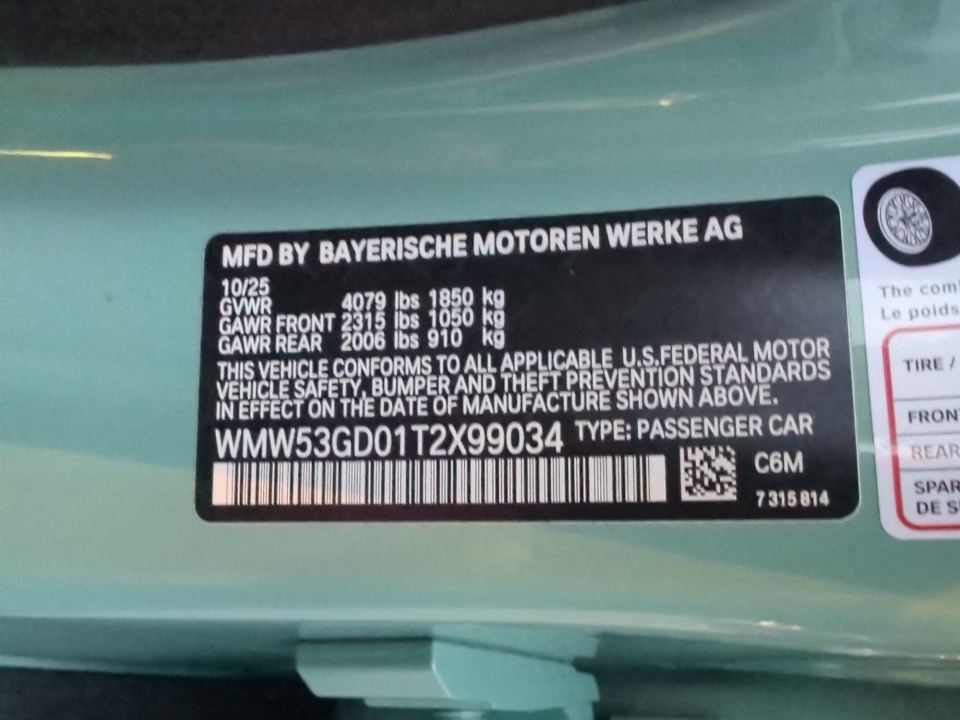 MFD BY BAYERISCHE MOTOREN WERKE AG
10/25
GVWR 4079 lbs 1850 kg
GAWR FRONT 2315 lbs 1050 kg
GAWR REAR 2006 lbs 910 kg
THIS VEHICLE CONFORMS TO ALL APPLICABLE U.S.FEDERAL MOTOR
VEHICLE SAFETY, BUMPER AND THEFT PREVENTION STANDARDS
IN EFFECT ON THE DATE OF MANUFACTURE SHOWN ABOVE.
WMW53GD01T2X99034 TYPE: PASSENGER CAR
C6M
7 315 814
The com
Le poids
TIRE /
FRON
REAR
SPAR
DE S